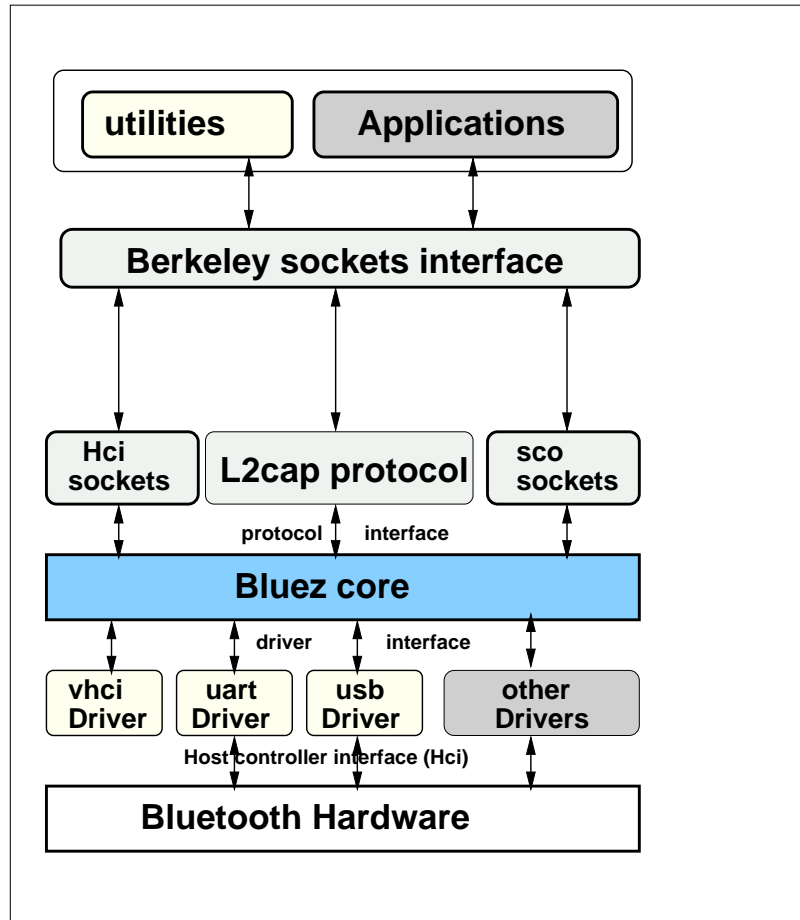 utilities
Applications
Berkeley sockets interface
Hci
sockets
L2cap protocol
sco
sockets
protocol interface
Bluez core
driver interface
vhci
Driver
uart
Driver
usb
Driver
other
Drivers
Host controller interface (Hci)
Bluetooth Hardware